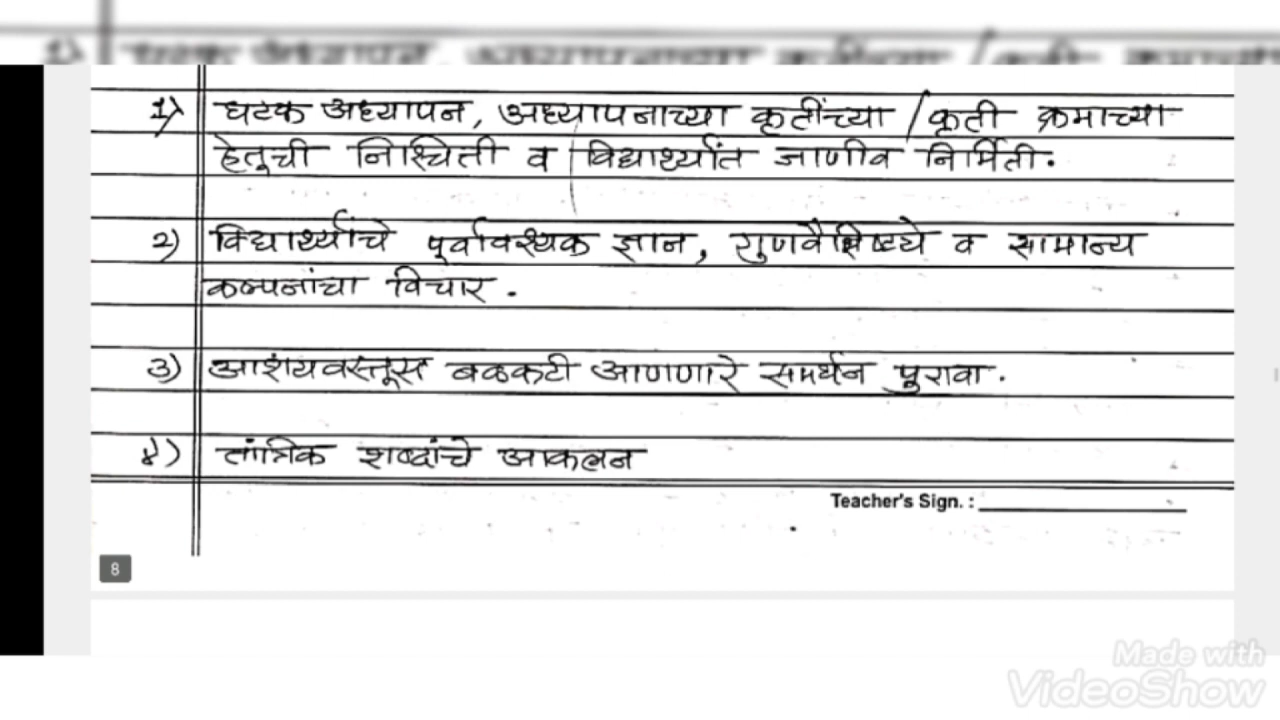 1) घटक अध्यापन, अध्यापनाच्या कृतींच्या / कृती क्रमाच्या
हेतूची निश्चिती व विद्यार्थ्यांत जाणीव निर्मिती.
2) विद्यार्थ्यांचे पूर्वावश्यक ज्ञान, गुणवैशिष्ट्ये व सामान्य
कल्पनांचा विचार.
3) आशयवस्तूस बळकटी आणणारे समर्थन पुरावा.
४) तांत्रिक शब्दांचे आकलन
Teacher's Sign. :
8
Made with
VideoShow